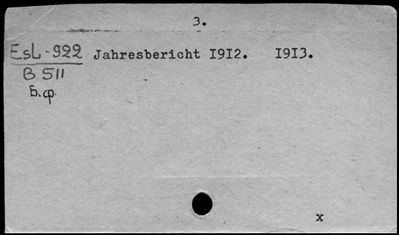 3.
EsL-922 Jahresbericht 1912. 1913.
B 511
б.ф.
x